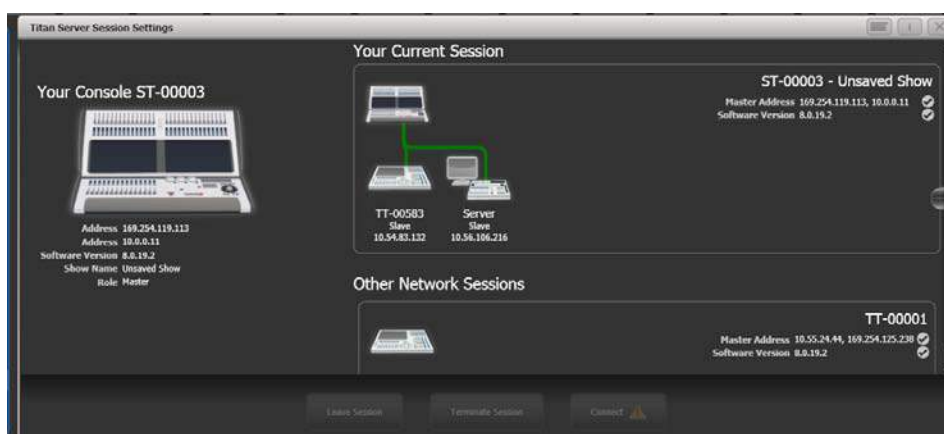 Titan Server Session Settings
Your Console ST-00003
Address 169.254.119.113
Address 10.0.0.11
Software Version 8.0.19.2
Show Name Unsaved Show
Role Master
Your Current Session
ST-00003 - Unsaved Show
Master Address 169.254.119.113, 10.0.0.11
Software Version 8.0.19.2
TT-00583
Slave
10.54.83.132
Server
Slave
10.56.106.216
Other Network Sessions
TT-00001
Master Address 10.55.24.44, 169.254.125.238
Software Version 8.0.19.2
Leave Session
Terminate Session
Connect